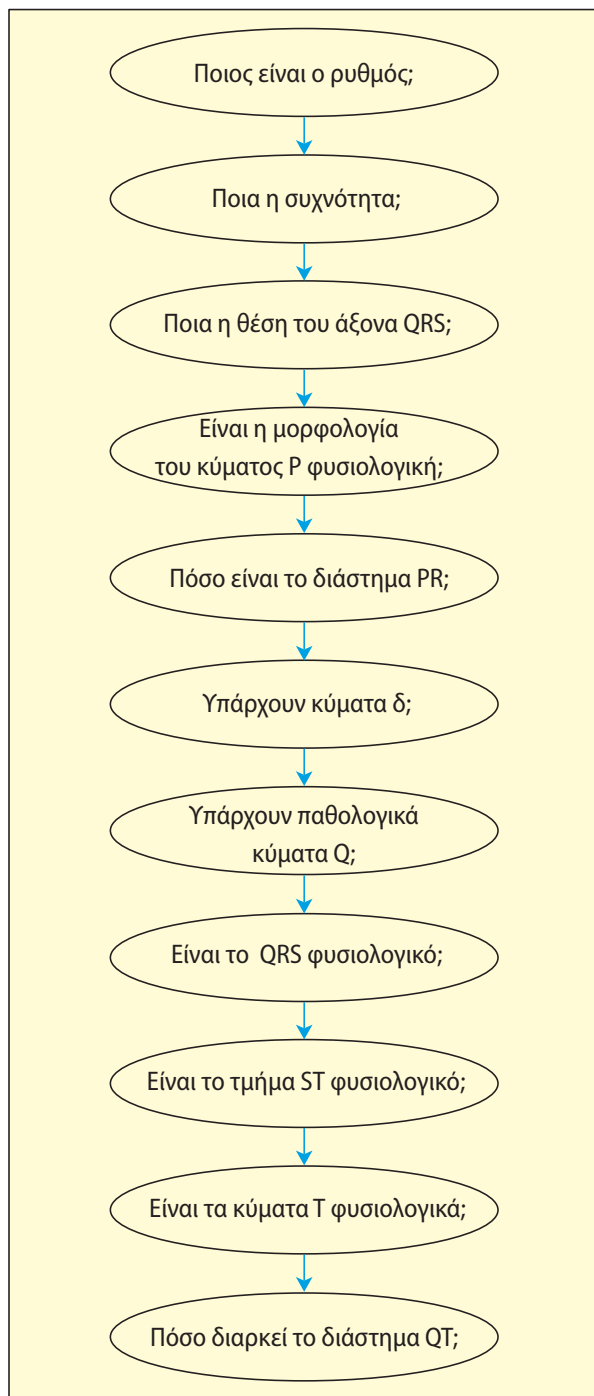 Ποιος είναι ο ρυθμός;
Ποια η συχνότητα;
Ποια η θέση του άξονα QRS;
Είναι η μορφολογία
του κύματος P φυσιολογική;
Πόσο είναι το διάστημα PR;
Υπάρχουν κύματα δ;
Υπάρχουν παθολογικά
κύματα Q;
Είναι το QRS φυσιολογικό;
Είναι το τμήμα ST φυσιολογικό;
Είναι τα κύματα T φυσιολογικά;
Πόσο διαρκεί το διάστημα QT;